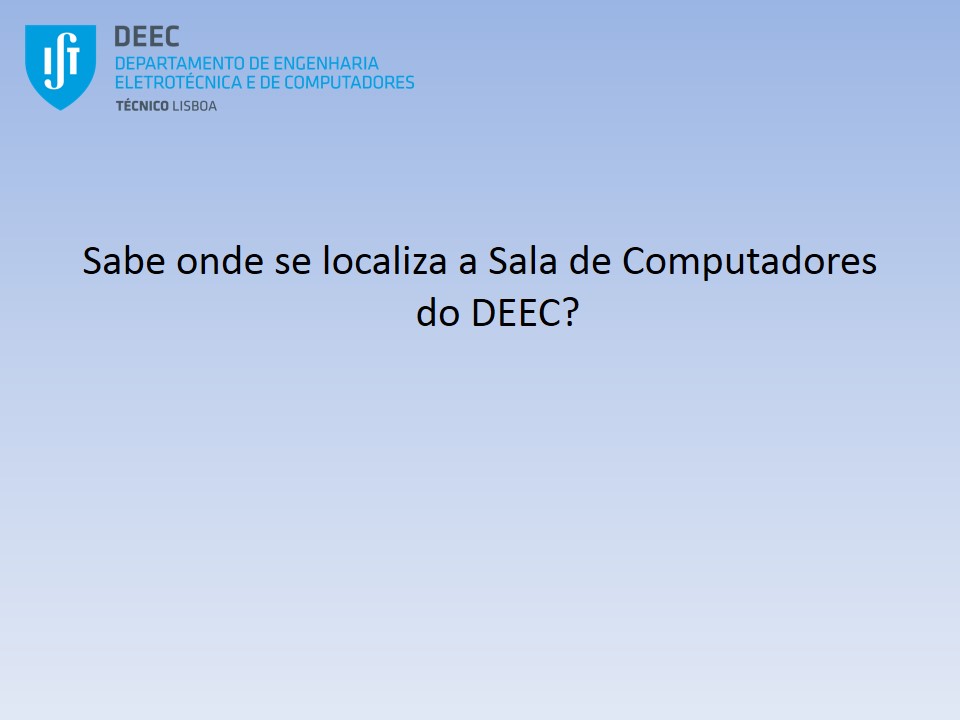 IST
DEEC
DEPARTAMENTO DE ENGENHARIA
ELETROTÉCNICA E DE COMPUTADORES
TÉCNICO LISBOA
Sabe onde se localiza a Sala de Computadores
do DEEC?